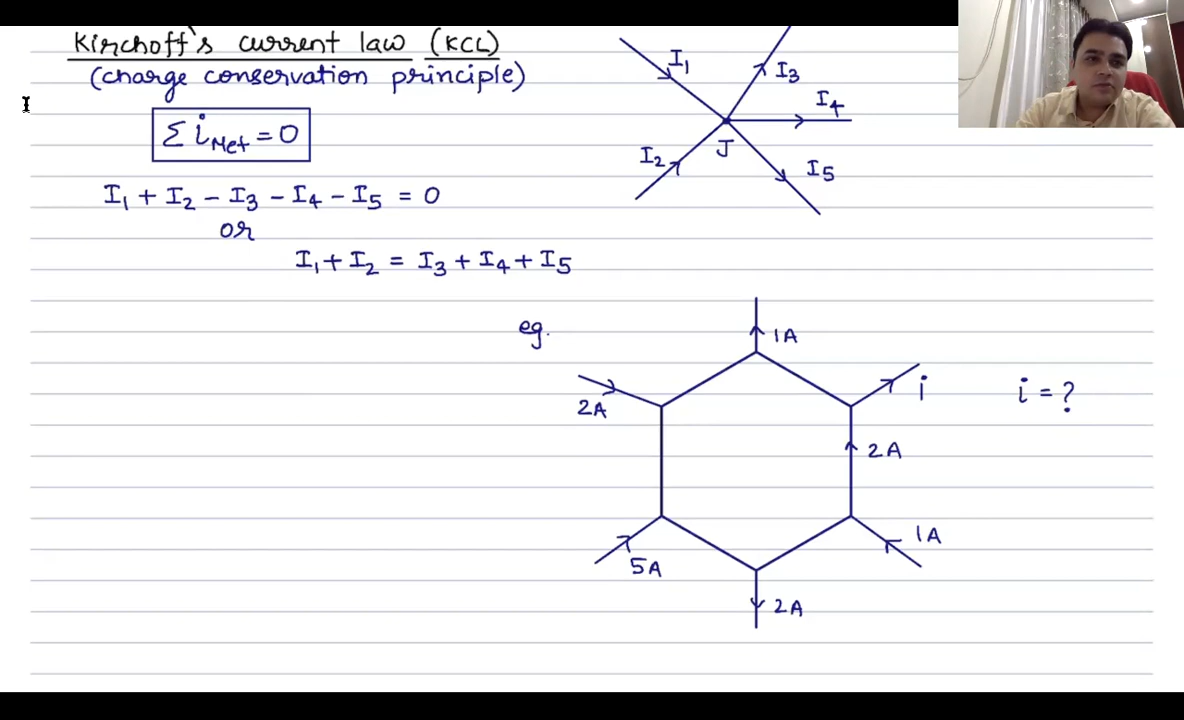 Kirchoff's current law (KCL)
(charge conservation principle)
Σ i Net = 0
I₁ + I₂ - I₃ - I₄ - I₅ = 0
or
I₁ + I₂ = I₃ + I₄ + I₅
I₁
I₃
I₄
I₂
J
I₅
eg.
1A
2A
i
i = ?
2A
1A
5A
2A